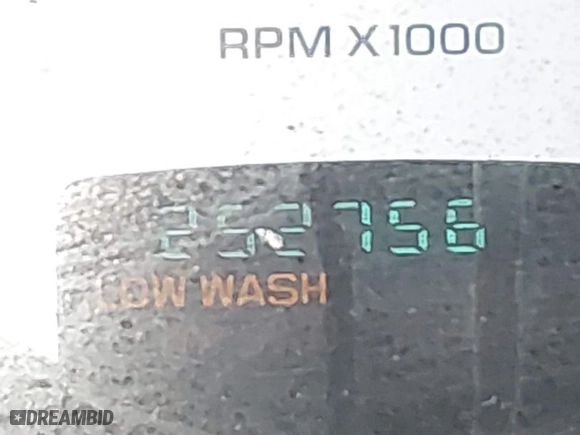 RPM X1000
252756
LOW WASH
DREAMBID